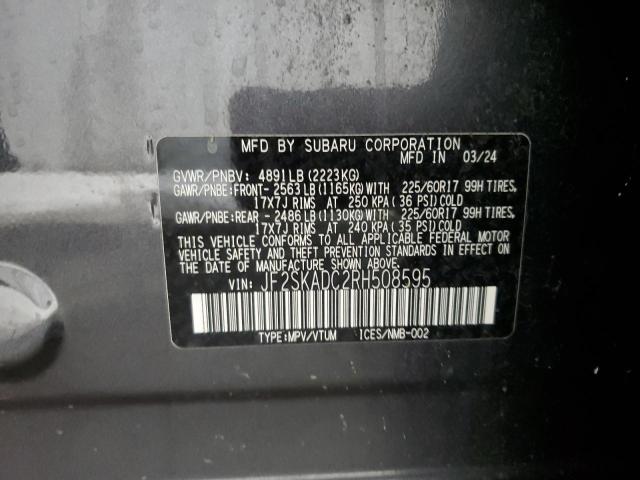 MFD BY SUBARU CORPORATION
MFD IN 03/24
GVWR/PNBV: 4891LB (2223KG)
GAWR/PNBE:FRONT- 2563 LB (1165KG)WITH 225/60R17 99H TIRES,
17X7J RIMS AT 250 KPA ( 36 PSI) COLD
GAWR/PNBE:REAR - 2486 LB (1130KG)WITH 225/60R17 99H TIRES,
17X7J RIMS AT 240 KPA ( 35 PSI) COLD
THIS VEHICLE CONFORMS TO ALL APPLICABLE FEDERAL MOTOR
VEHICLE SAFETY AND THEFT PREVENTION STANDARDS IN EFFECT ON
THE DATE OF MANUFACTURE SHOWN ABOVE.
VIN: JF2SKADC2RH508595
TYPE:MPV/VTUM ICES/NMB-002